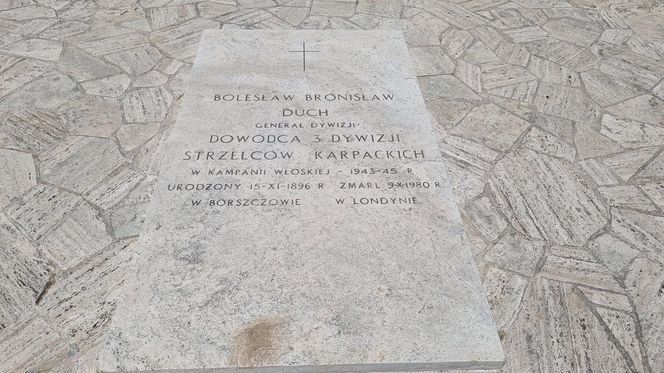 BOLESŁAW BRONISŁAW
DUCH
GENERAŁ DYWIZJI
DOWÓDCA 3 DYWIZJI
STRZELCÓW KARPACKICH
W KAMPANII WŁOSKIEJ - 1943-45 R
URODZONY 15-XI-1896 R ZMARŁ 9-X-1980 R
W BORSZCZOWIE W LONDYNIE